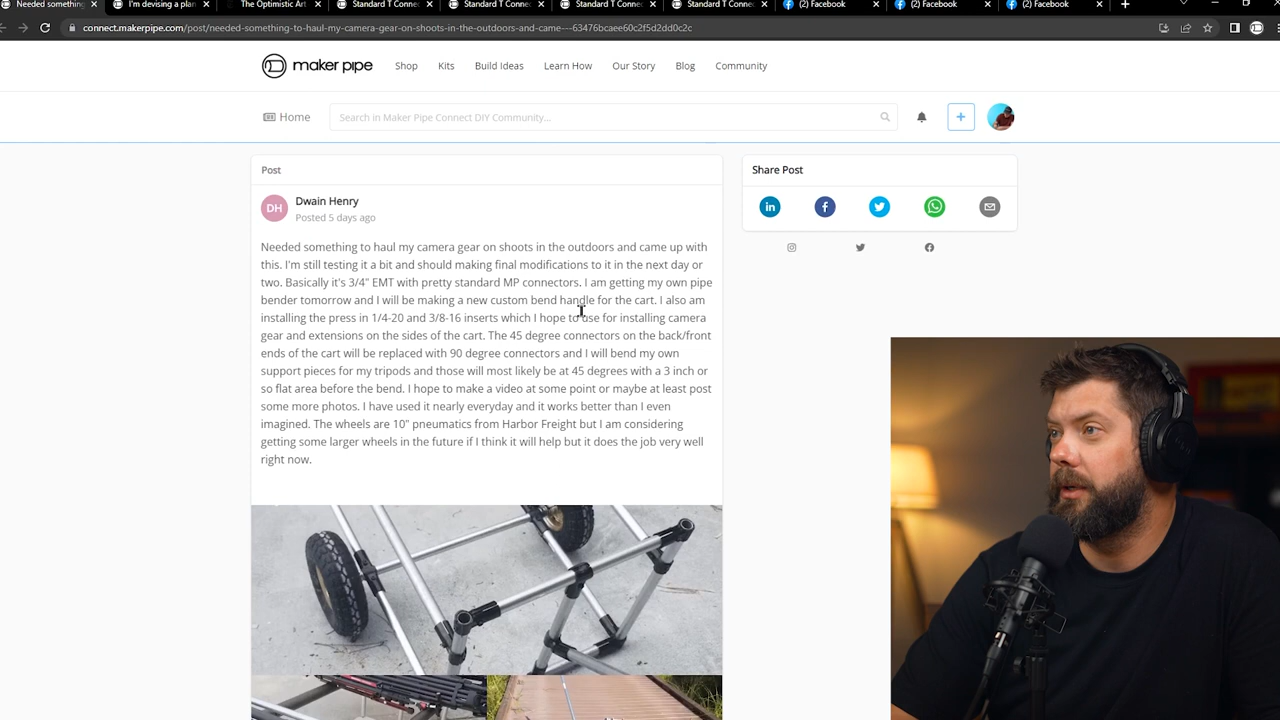 Needed something
I'm devising a plan
The Optimistic Art
Standard T Connec
Standard T Connec
Standard T Connec
Standard T Connec
(2) Facebook
(2) Facebook
(2) Facebook
connect.makerpipe.com/post/needed-something-to-haul-my-camera-gear-on-shoots-in-the-outdoors-and-came---63476bcaee60c2f5d2dd0c2c
maker pipe
Shop
Kits
Build Ideas
Learn How
Our Story
Blog
Community
Home
Search in Maker Pipe Connect DIY Community...
Post
Share Post
DH
Dwain Henry
Posted 5 days ago
Needed something to haul my camera gear on shoots in the outdoors and came up with
this. I'm still testing it a bit and should making final modifications to it in the next day or
two. Basically it's 3/4" EMT with pretty standard MP connectors. I am getting my own pipe
bender tomorrow and I will be making a new custom bend handle for the cart. I also am
installing the press in 1/4-20 and 3/8-16 inserts which I hope to use for installing camera
gear and extensions on the sides of the cart. The 45 degree connectors on the back/front
ends of the cart will be replaced with 90 degree connectors and I will bend my own
support pieces for my tripods and those will most likely be at 45 degrees with a 3 inch or
so flat area before the bend. I hope to make a video at some point or maybe at least post
some more photos. I have used it nearly everyday and it works better than I even
imagined. The wheels are 10" pneumatics from Harbor Freight but I am considering
getting some larger wheels in the future if I think it will help but it does the job very well
right now.